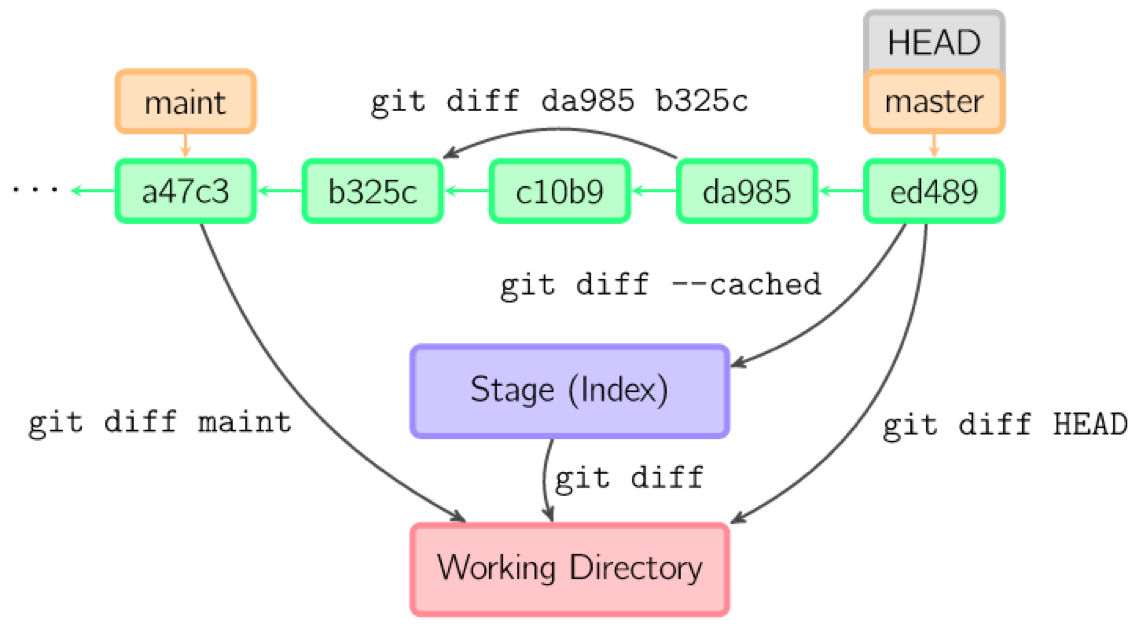 HEAD
maint
git diff da985 b325c
master
... a47c3 b325c c10b9 da985 ed489
git diff --cached
Stage (Index)
git diff maint
git diff HEAD
git diff
Working Directory